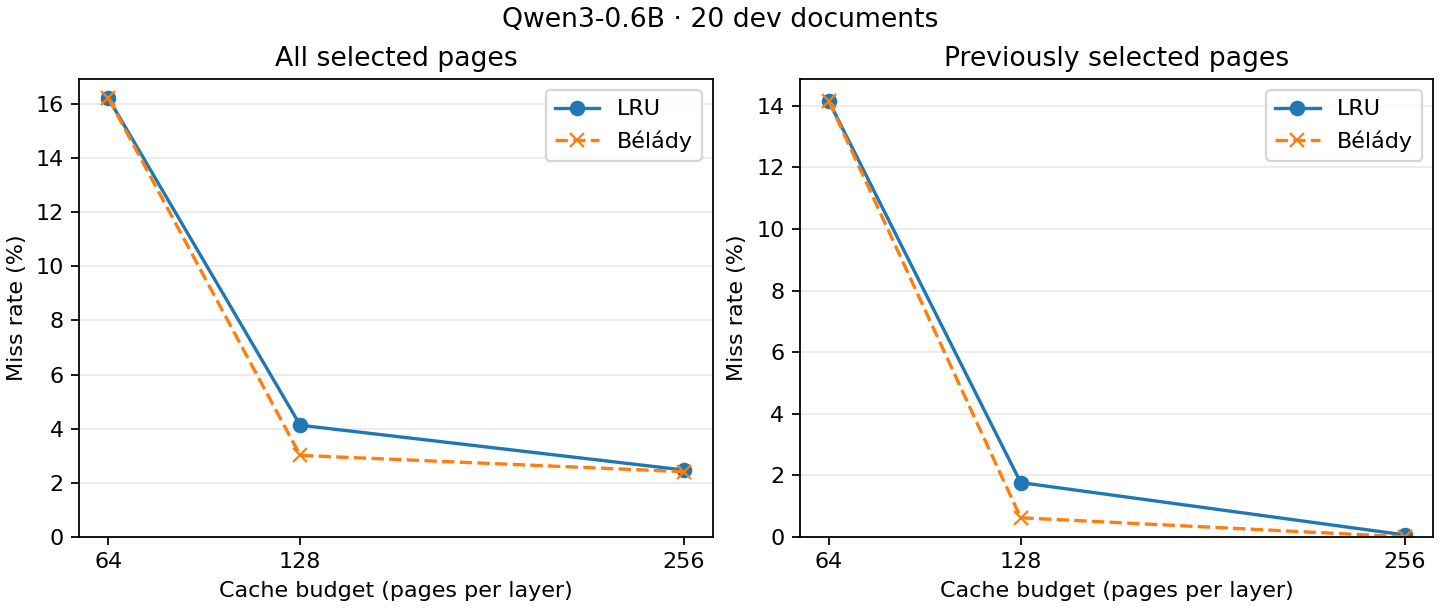 Qwen3-0.6B · 20 dev documents
All selected pages
Miss rate (%)
16
14
12
10
8
6
4
2
0
64
128
256
Cache budget (pages per layer)
LRU
Bélády
Previously selected pages
Miss rate (%)
14
12
10
8
6
4
2
0
64
128
256
Cache budget (pages per layer)
LRU
Bélády